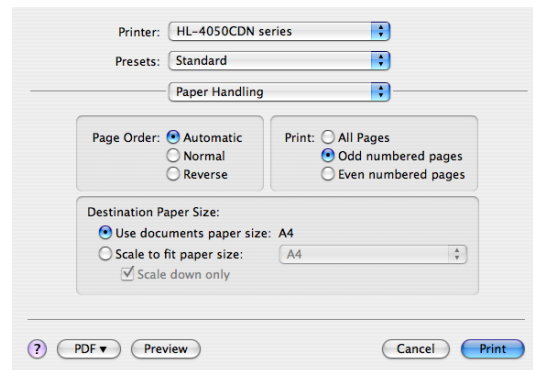 Printer: HL-4050CDN series
Presets: Standard
Paper Handling
Page Order: Automatic
Normal
Reverse
Print: All Pages
Odd numbered pages
Even numbered pages
Destination Paper Size:
Use documents paper size: A4
Scale to fit paper size: A4
Scale down only
? PDF ▼ Preview Cancel Print